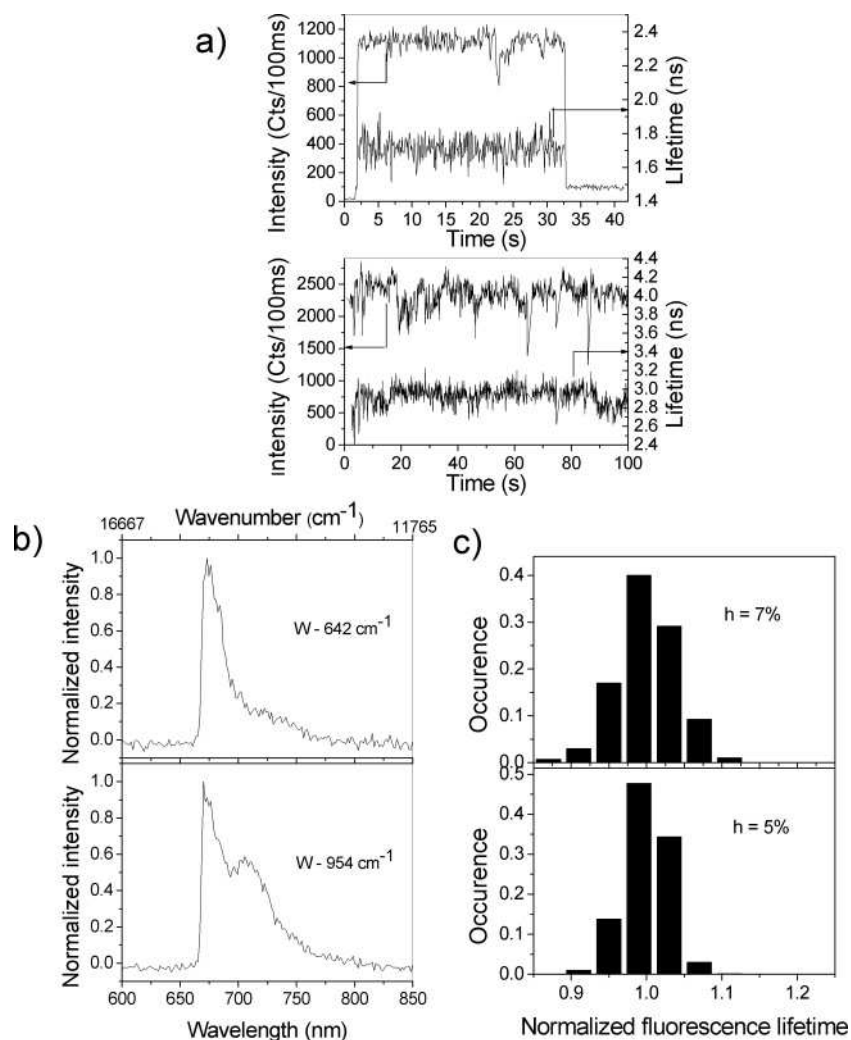 a)
1200
1000
800
600
400
200
0
Intensity (Cts/100ms)
2.4
2.2
2.0
1.8
1.6
1.4
LIfetime (ns)
0 5 10 15 20 25 30 35 40
Time (s)
2500
2000
1500
1000
500
0
Intensity (Cts/100ms)
4.4
4.2
4.0
3.8
3.6
3.4
3.2
3.0
2.8
2.6
2.4
Lifetime (ns)
0 20 40 60 80 100
Time (s)
b)
Wavenumber (cm-1)
16667 11765
1.0
0.8
0.6
0.4
0.2
0.0
Normalized intensity
W - 642 cm-1
1.0
0.8
0.6
0.4
0.2
0.0
Normalized intensity
W - 954 cm-1
600 650 700 750 800 850
Wavelength (nm)
c)
0.4
0.3
0.2
0.1
0.0
Occurence
h = 7%
0.5
0.4
0.3
0.2
0.1
0.0
Occurence
h = 5%
0.9 1.0 1.1 1.2
Normalized fluorescence lifetime